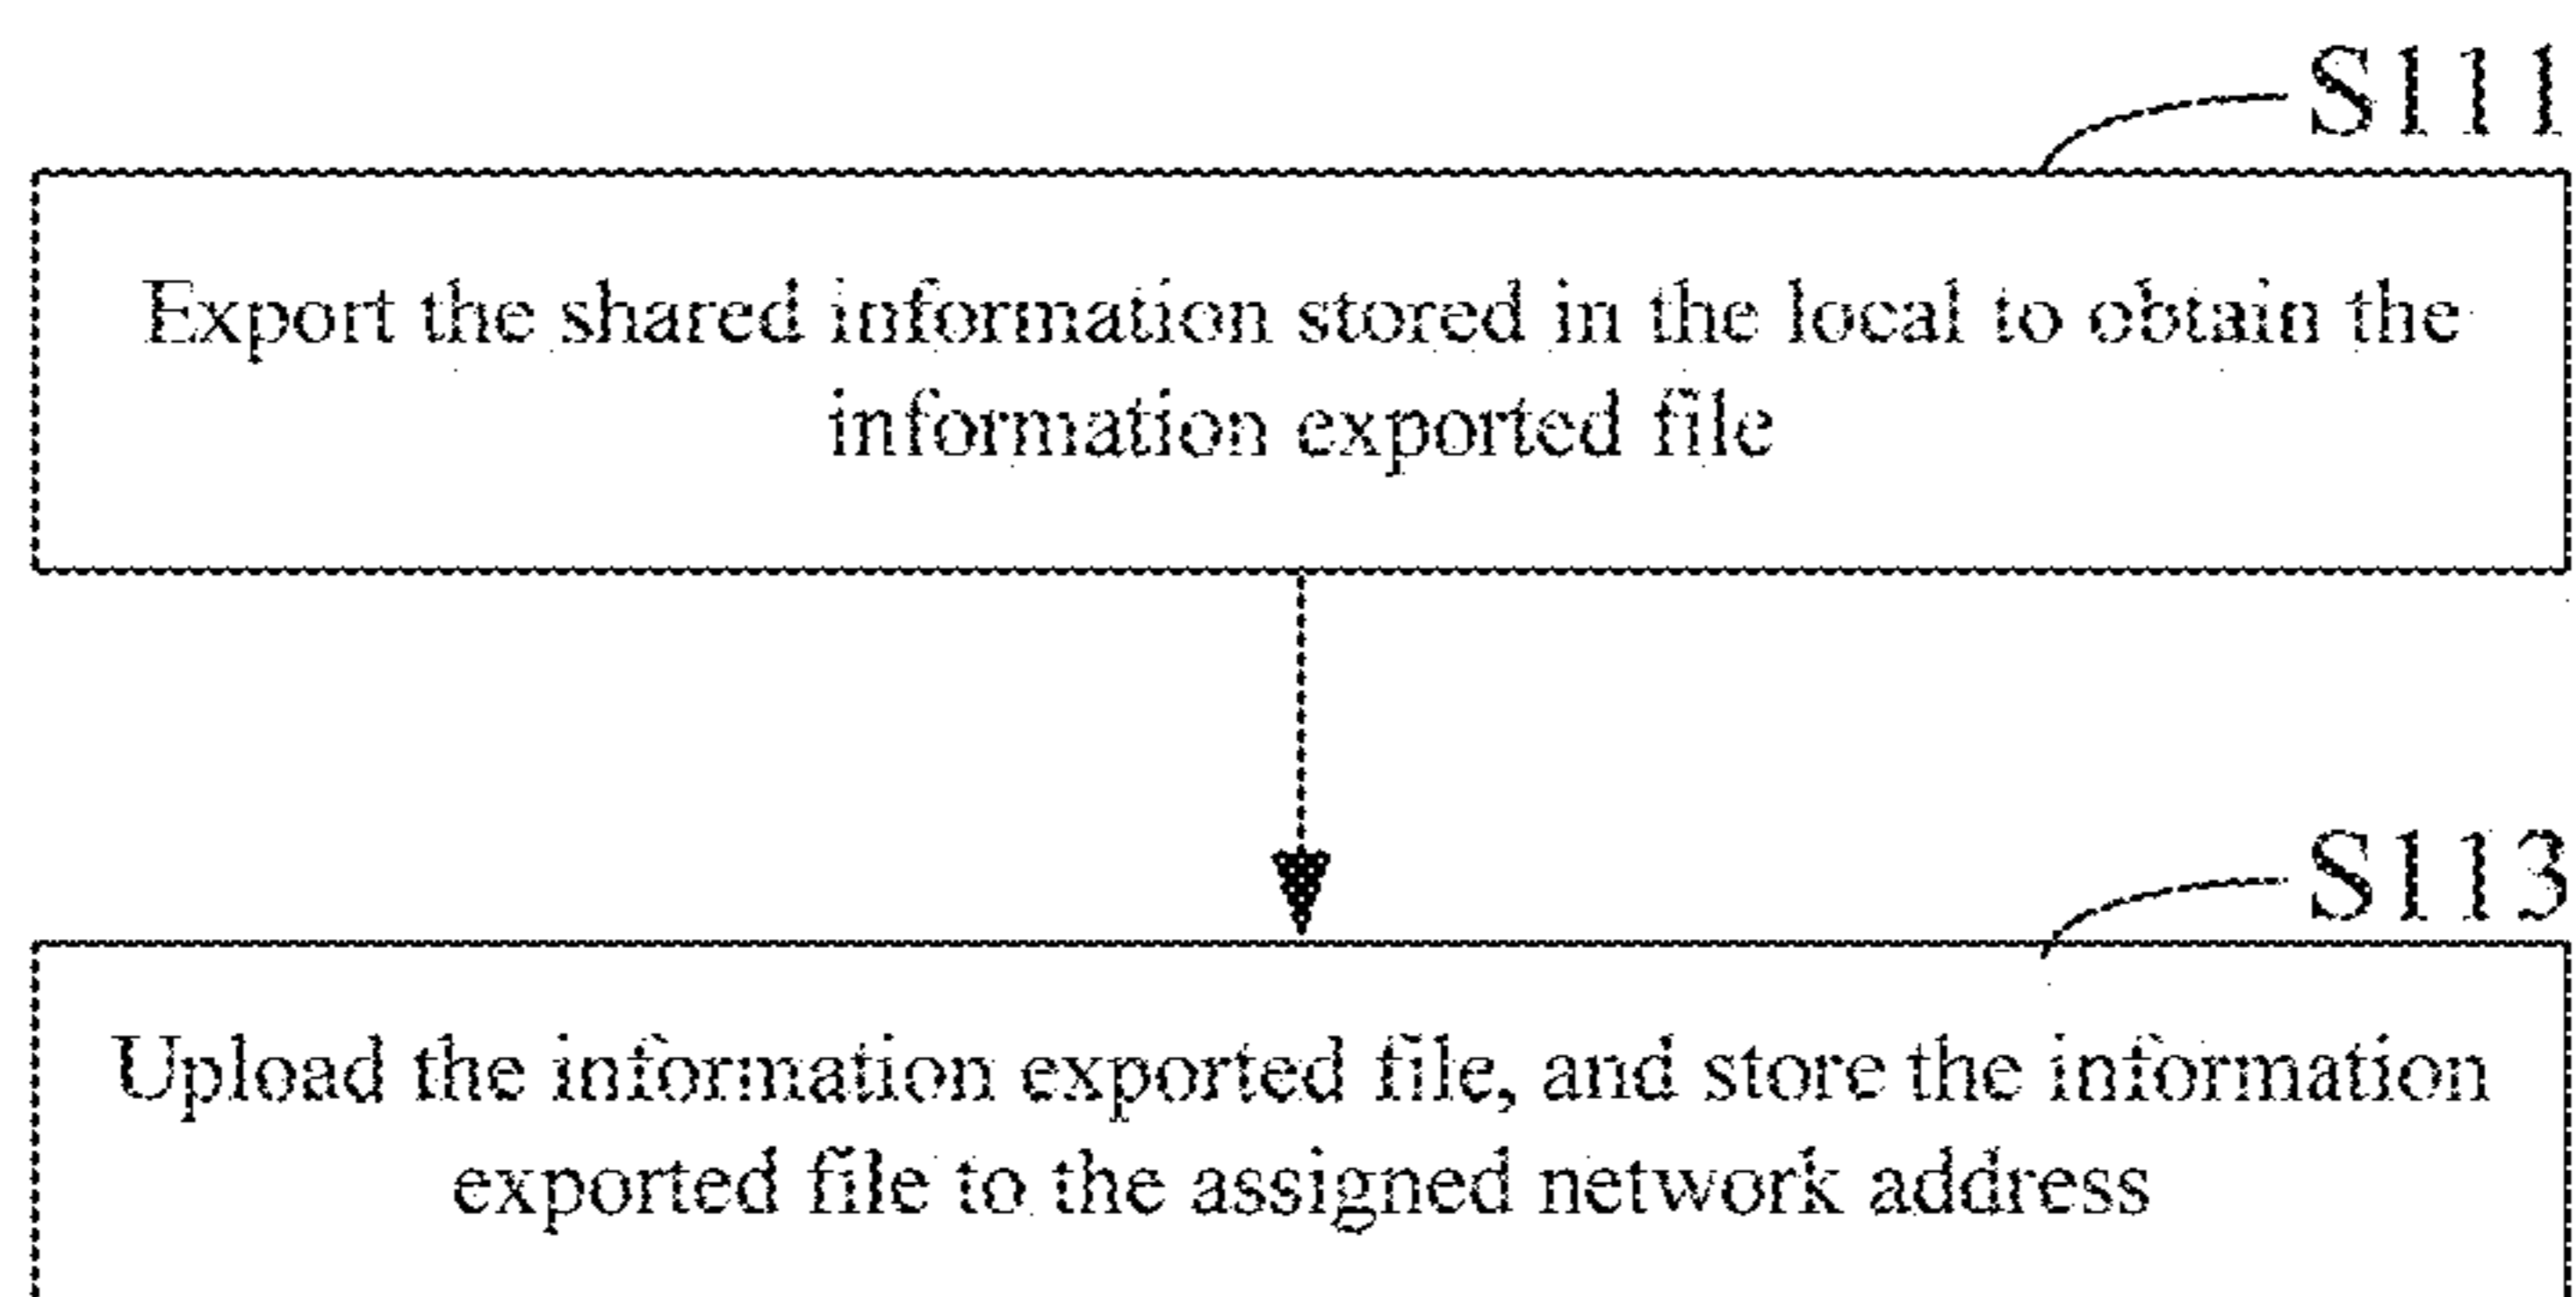 S111
Export the shared information stored in the local to obtain the
information exported file
S113
Upload the information exported file, and store the information
exported file to the assigned network address